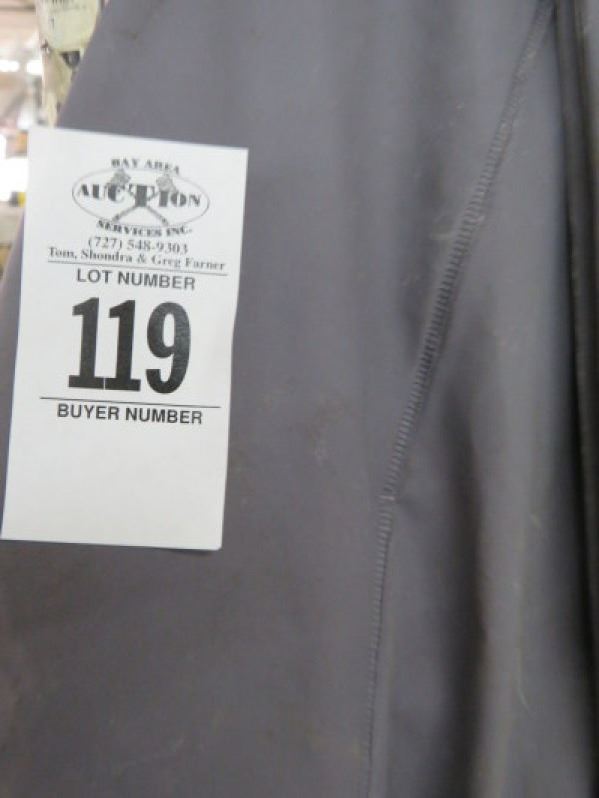 BAY AREA
AUCTION
SERVICES INC.
(727) 548-9303
Tom, Shondra & Greg Farner
LOT NUMBER
119
BUYER NUMBER